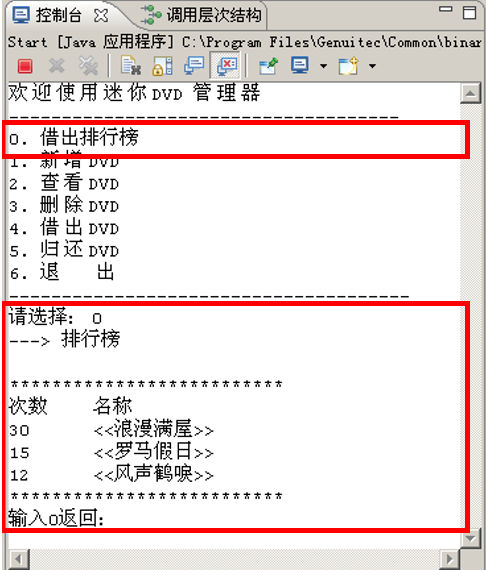 控制台 调用层次结构
Start [Java 应用程序] C:\Program Files\Genuitec\Common\binar
欢迎使用迷你DVD 管理器
-------------------------------------
0. 借出排行榜
1. 新增DVD
2. 查看DVD
3. 删除DVD
4. 借出DVD
5. 归还DVD
6. 退 出
--------------------------------------
请选择: 0
---> 排行榜
**************************
次数 名称
30 <<浪漫满屋>>
15 <<罗马假日>>
12 <<风声鹤唳>>
**************************
输入0返回: